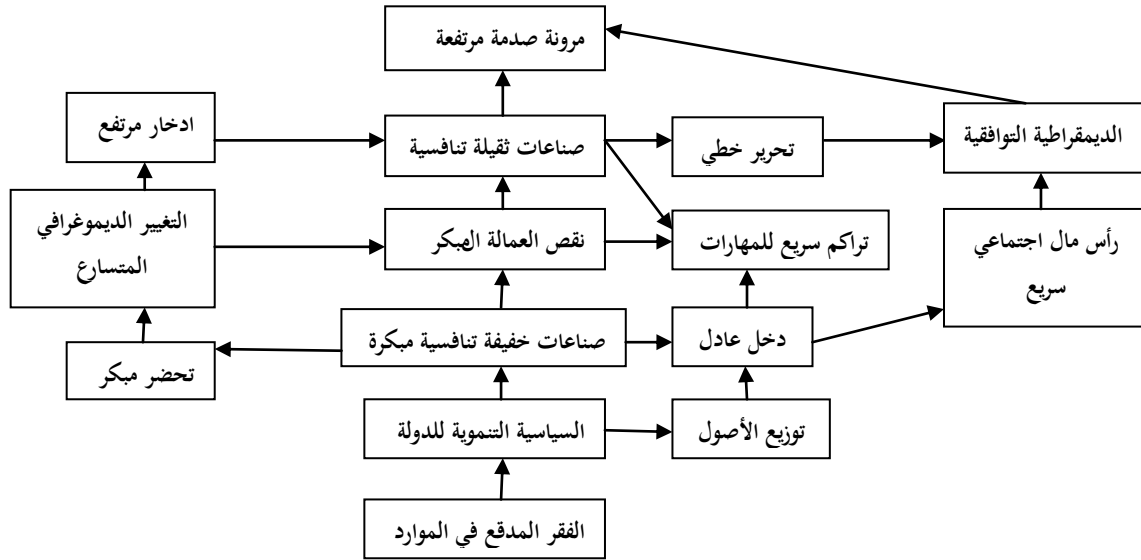 مرونة صدمة مرتفعة
ادخار مرتفع
صناعات ثقيلة تنافسية
تحرير خطي
الديمقراطية التوافقية
التغيير الديموغرافي
المتسارع
نقص العمالة المبكر
تراكم سريع للمهارات
رأس مال اجتماعي
سريع
تحضر مبكر
صناعات خفيفة تنافسية مبكرة
دخل عادل
السياسية التنموية للدولة
توزيع الأصول
الفقر المدقع في الموارد